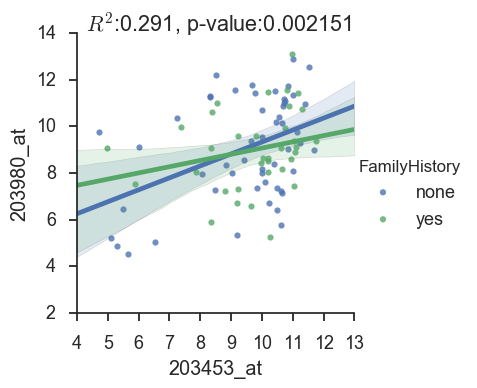 R²:0.291, p-value:0.002151
14
12
10
8
6
4
2
203980_at
4 5 6 7 8 9 10 11 12 13
203453_at
FamilyHistory
none
yes